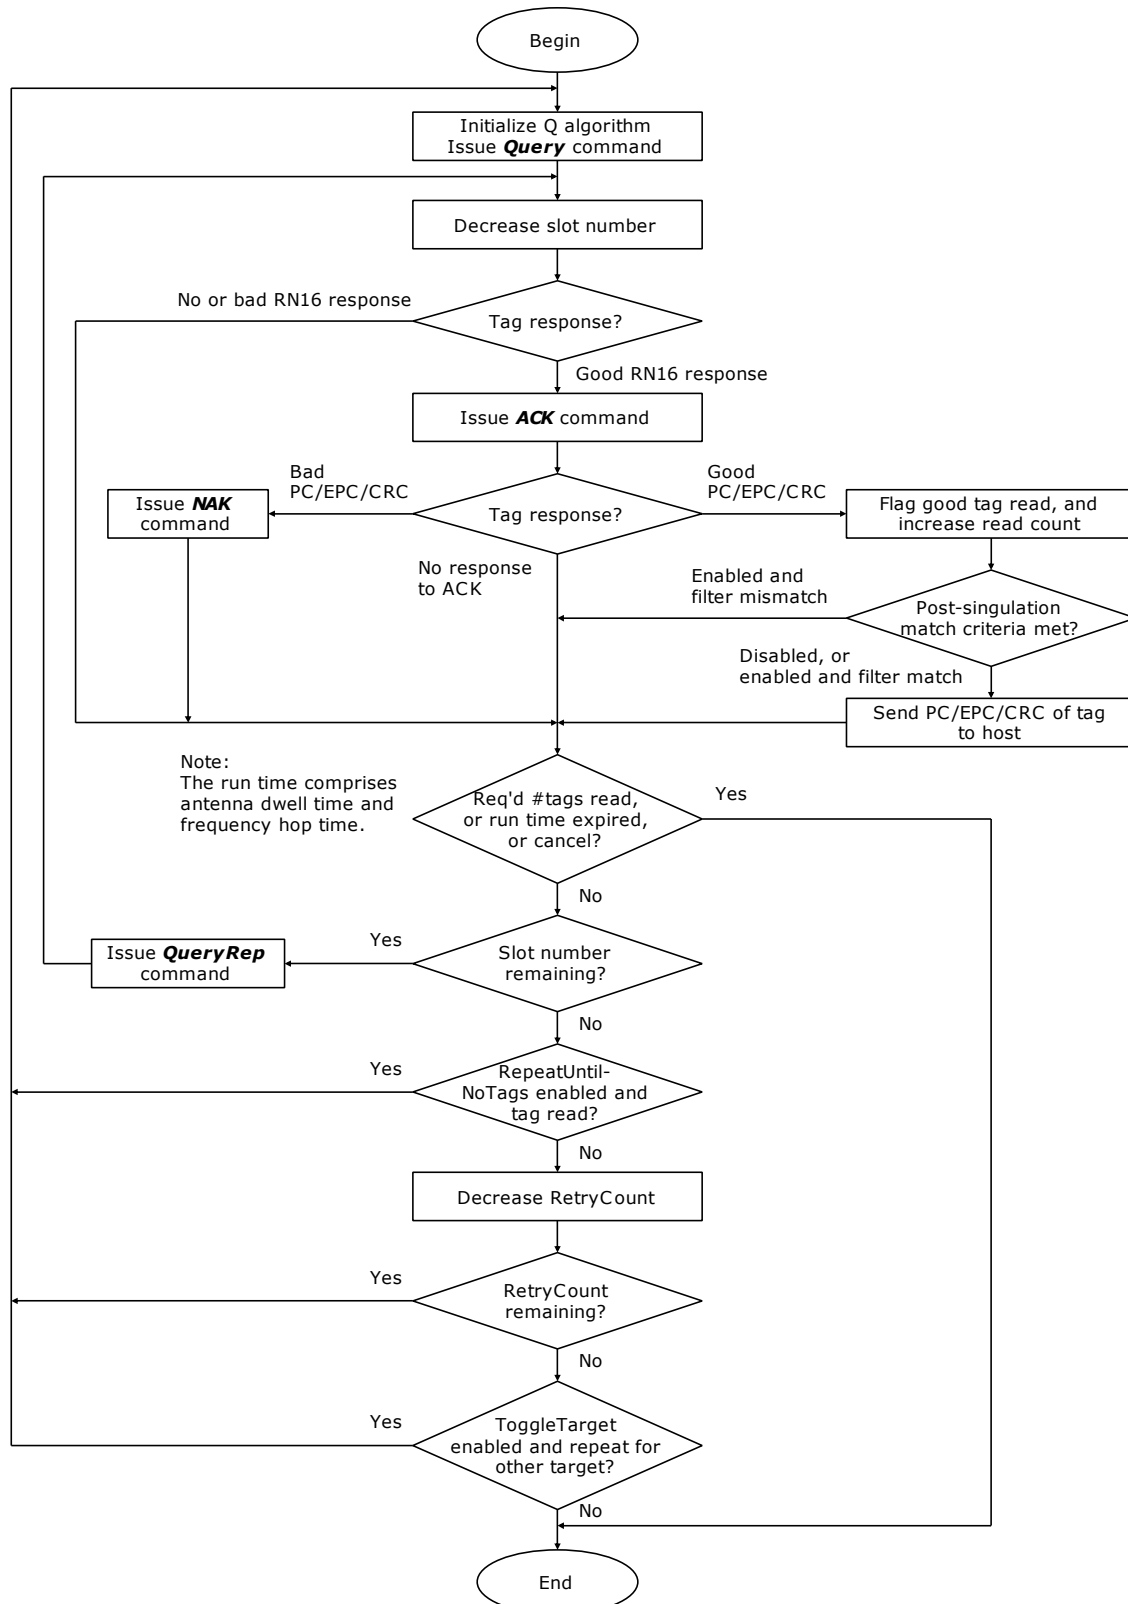 Begin
Initialize Q algorithm
Issue Query command
Decrease slot number
No or bad RN16 response
Tag response?
Good RN16 response
Issue ACK command
Bad
PC/EPC/CRC
Good
PC/EPC/CRC
Issue NAK
command
Tag response?
Flag good tag read, and
increase read count
No response
to ACK
Enabled and
filter mismatch
Post-singulation
match criteria met?
Disabled, or
enabled and filter match
Send PC/EPC/CRC of tag
to host
Note:
The run time comprises
antenna dwell time and
frequency hop time.
Req'd #tags read,
or run time expired,
or cancel?
Yes
No
Issue QueryRep
command
Yes
Slot number
remaining?
No
Yes
RepeatUntil-
NoTags enabled and
tag read?
No
Decrease RetryCount
Yes
RetryCount
remaining?
No
Yes
ToggleTarget
enabled and repeat for
other target?
No
End